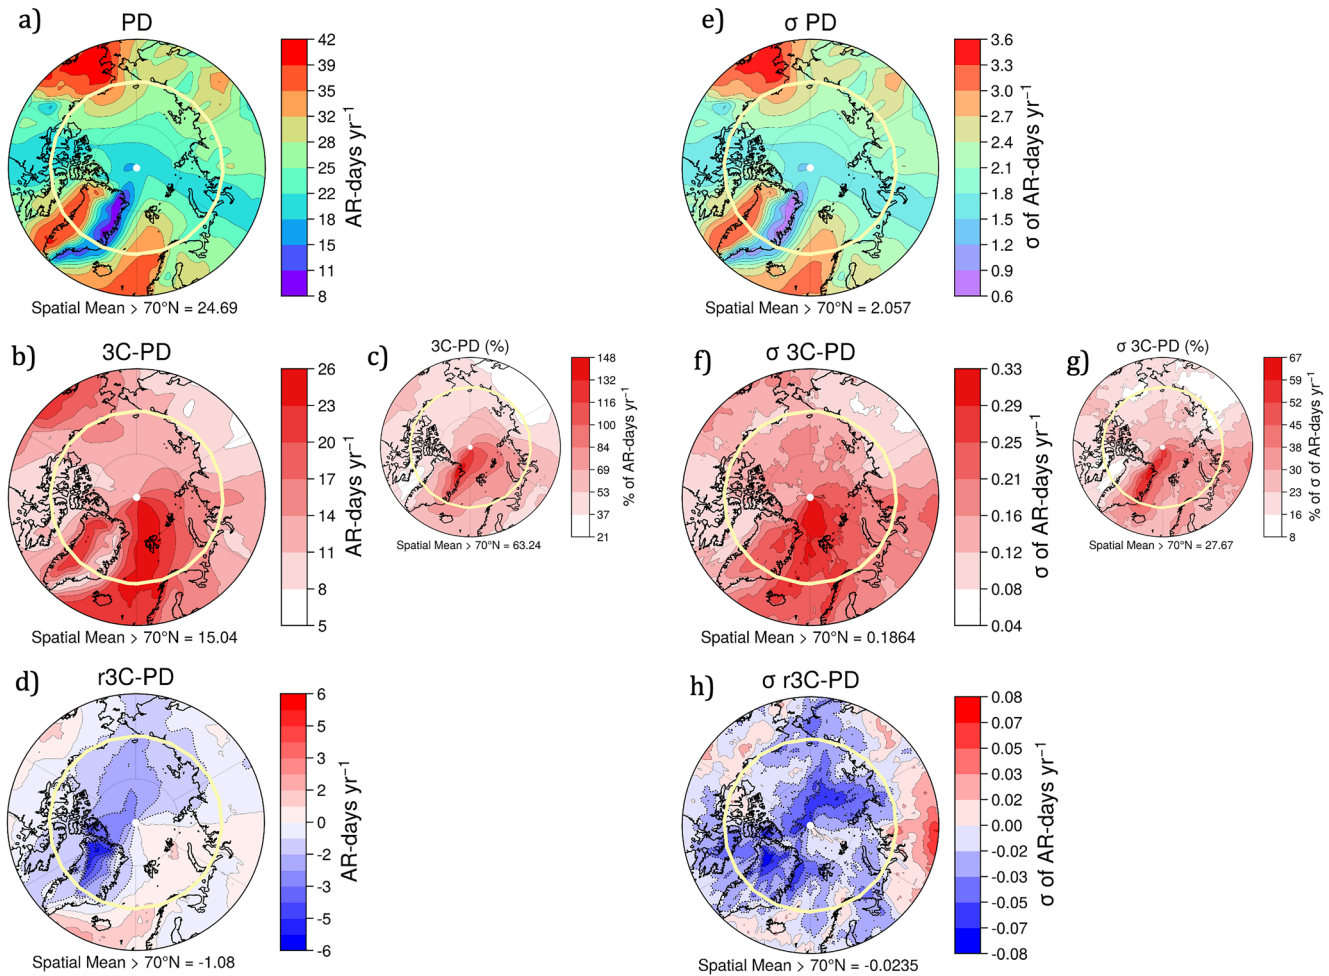 a)
PD
42
39
35
32
28
25
22
18
15
11
8
AR-days yr⁻¹
Spatial Mean > 70°N = 24.69
e)
σ PD
3.6
3.3
3.0
2.7
2.4
2.1
1.8
1.5
1.2
0.9
0.6
σ of AR-days yr⁻¹
Spatial Mean > 70°N = 2.057
b)
3C-PD
26
23
20
17
14
11
8
5
AR-days yr⁻¹
Spatial Mean > 70°N = 15.04
c)
3C-PD (%)
148
132
116
100
84
69
53
37
21
% of AR-days yr⁻¹
Spatial Mean > 70°N = 63.24
f)
σ 3C-PD
0.33
0.29
0.25
0.21
0.16
0.12
0.08
0.04
σ of AR-days yr⁻¹
Spatial Mean > 70°N = 0.1864
g)
σ 3C-PD (%)
67
59
52
45
38
30
23
16
8
% of σ AR-days yr⁻¹
Spatial Mean > 70°N = 27.67
d)
r3C-PD
6
5
3
2
0
-2
-3
-5
-6
AR-days yr⁻¹
Spatial Mean > 70°N = -1.08
h)
σ r3C-PD
0.08
0.07
0.05
0.03
0.02
0.00
-0.02
-0.03
-0.05
-0.07
-0.08
σ of AR-days yr⁻¹
Spatial Mean > 70°N = -0.0235